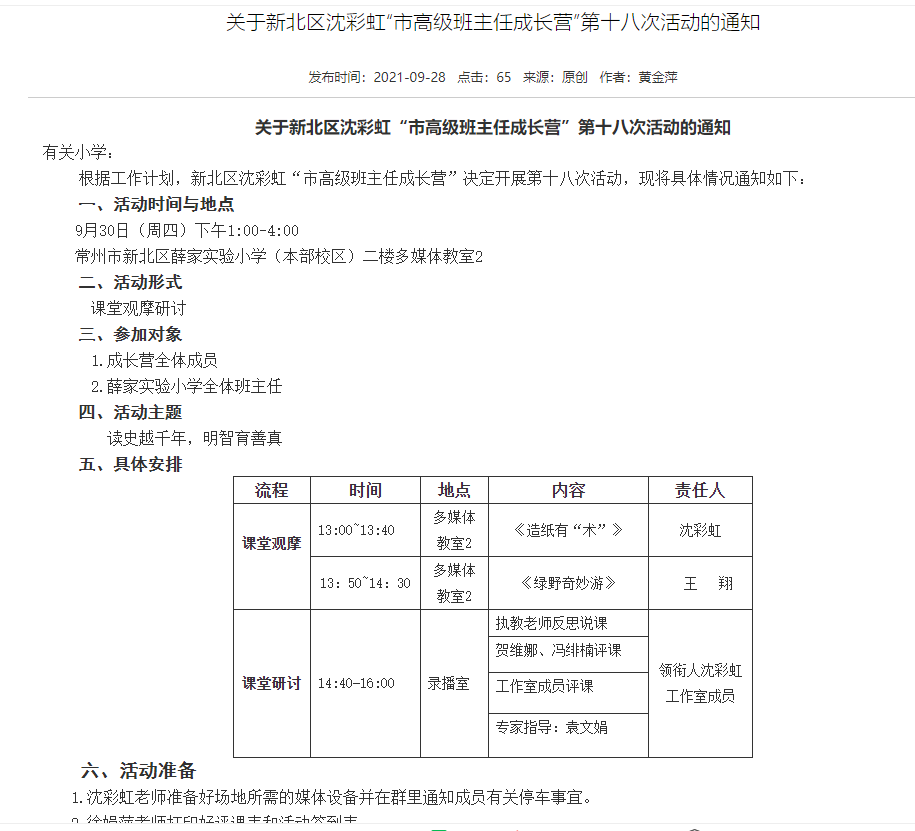 关于新北区沈彩虹“市高级班主任成长营”第十八次活动的通知
发布时间：2021-09-28 点击：65 来源：原创 作者：黄金萍
关于新北区沈彩虹“市高级班主任成长营”第十八次活动的通知
有关小学：
根据工作计划，新北区沈彩虹“市高级班主任成长营”决定开展第十八次活动，现将具体情况通知如下：
一、活动时间与地点
9月30日（周四）下午1:00-4:00
常州市新北区薛家实验小学（本部校区）二楼多媒体教室2
二、活动形式
课堂观摩研讨
三、参加对象
1.成长营全体成员
2.薛家实验小学全体班主任
四、活动主题
读史越千年，明智育善真
五、具体安排
流程 时间 地点 内容 责任人
课堂观摩 13:00~13:40 多媒体教室2 《造纸有“术”》 沈彩虹
13：50~14：30 多媒体教室2 《绿野奇妙游》 王 翔
课堂研讨 14:40-16:00 录播室 执教老师反思说课
贺维娜、冯绯楠评课
工作室成员评课
专家指导：袁文娟
领衔人沈彩虹
工作室成员
六、活动准备
1.沈彩虹老师准备好场地所需的媒体设备并在群里通知成员有关停车事宜。
2.徐娟萍老师打印好评课表和活动签到表